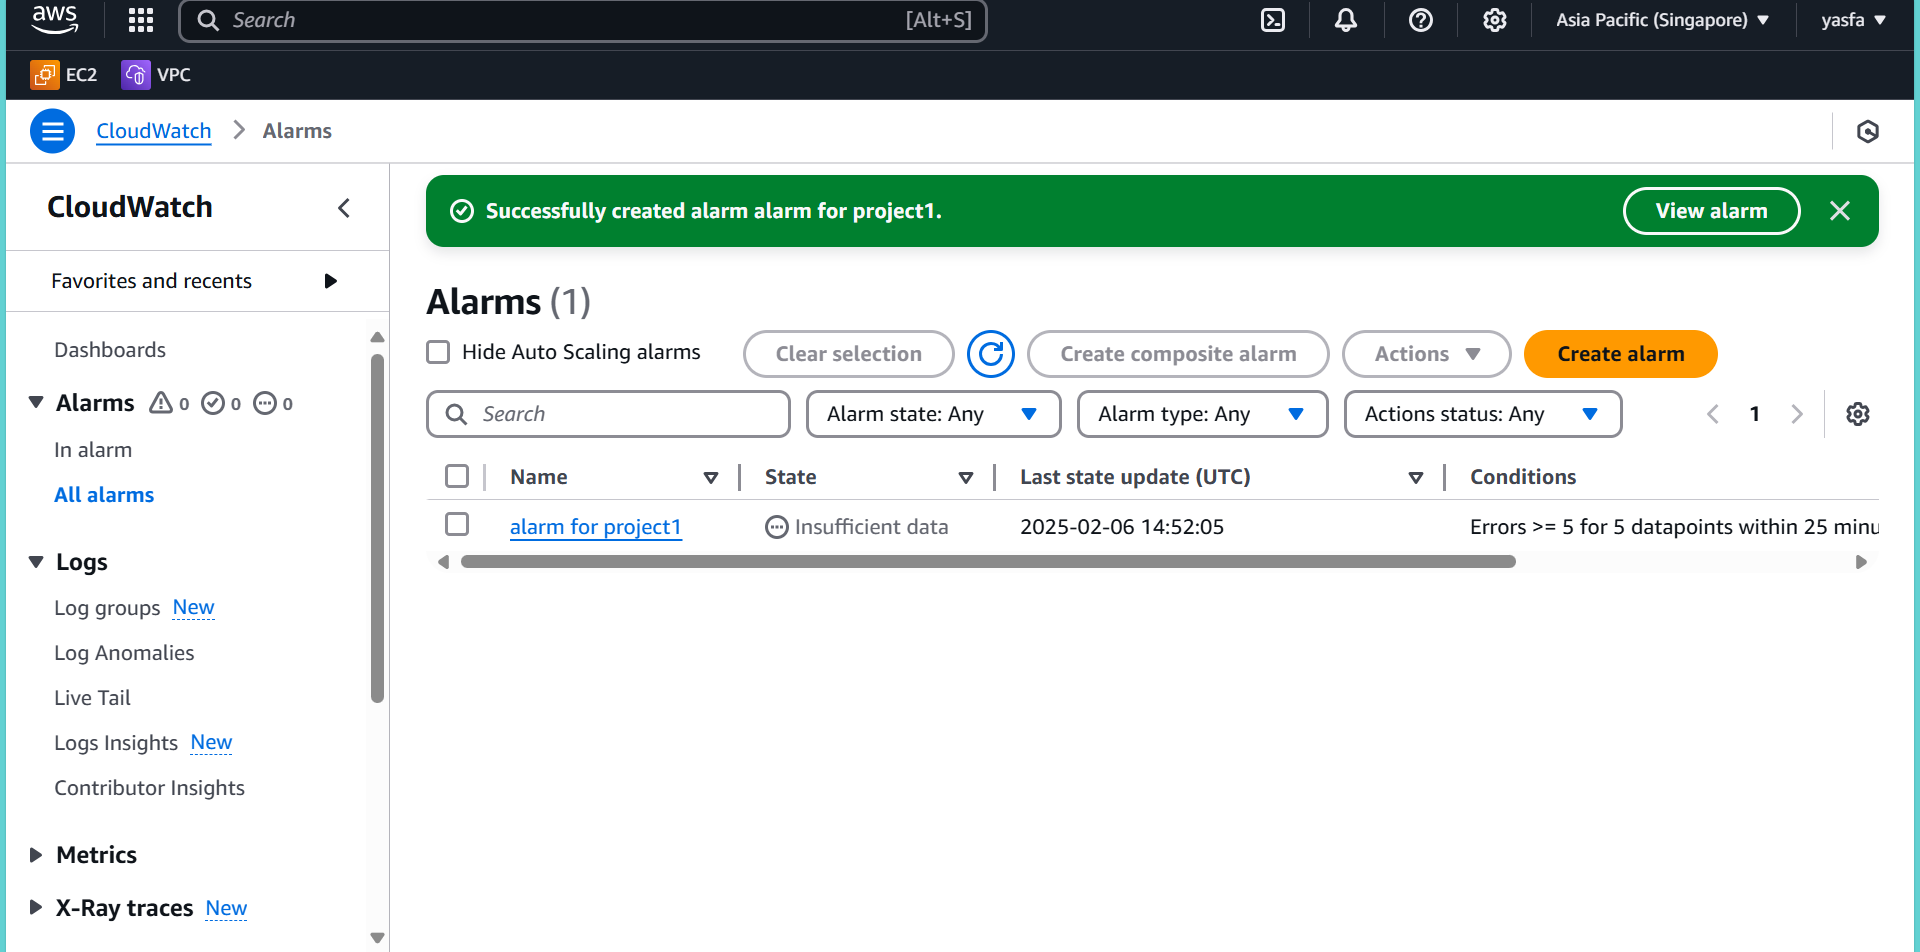 aws Search [Alt+S] Asia Pacific (Singapore) yasfa
EC2 VPC
CloudWatch Alarms
CloudWatch
Favorites and recents
Dashboards
Alarms 0 0 0
In alarm
All alarms
Logs
Log groups New
Log Anomalies
Live Tail
Logs Insights New
Contributor Insights
Metrics
X-Ray traces New
Successfully created alarm alarm for project1. View alarm
Alarms (1)
Hide Auto Scaling alarms Clear selection Create composite alarm Actions Create alarm
Search Alarm state: Any Alarm type: Any Actions status: Any 1
Name State Last state update (UTC) Conditions
alarm for project1 Insufficient data 2025-02-06 14:52:05 Errors >= 5 for 5 datapoints within 25 minu